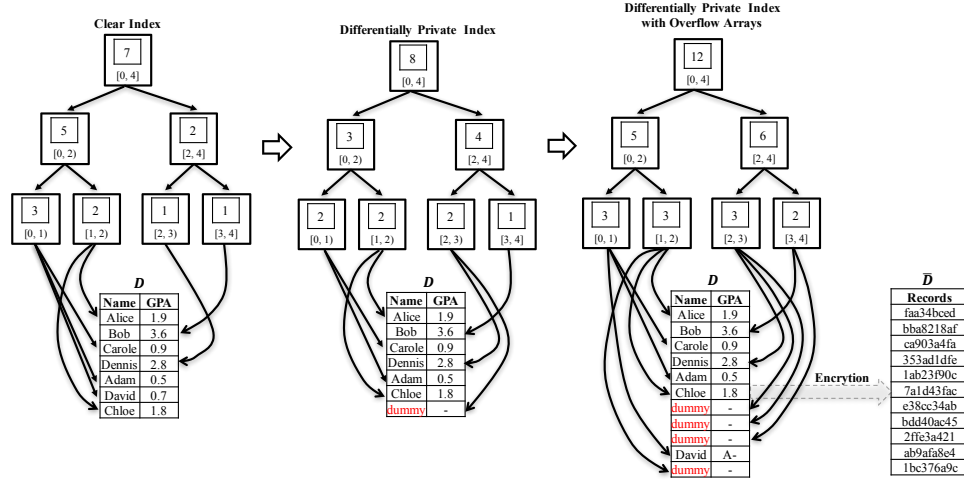 Clear Index
7
[0, 4]
5
[0, 2)
2
[2, 4]
3
[0, 1)
2
[1, 2)
1
[2, 3)
1
[3, 4]
D
Name GPA
Alice 1.9
Bob 3.6
Carole 0.9
Dennis 2.8
Adam 0.5
David 0.7
Chloe 1.8
Differentially Private Index
8
[0, 4]
3
[0, 2)
4
[2, 4]
2
[0, 1)
2
[1, 2)
2
[2, 3)
1
[3, 4]
D
Name GPA
Alice 1.9
Bob 3.6
Carole 0.9
Dennis 2.8
Adam 0.5
Chloe 1.8
dummy -
Differentially Private Index
with Overflow Arrays
12
[0, 4]
5
[0, 2)
6
[2, 4]
3
[0, 1)
3
[1, 2)
3
[2, 3)
2
[3, 4]
D
Name GPA
Alice 1.9
Bob 3.6
Carole 0.9
Dennis 2.8
Adam 0.5
Chloe 1.8
dummy -
dummy -
dummy -
David A-
dummy -
Encrytion
D̅
Records
faa34bced
bba8218af
ca903a4fa
353ad1dfe
1ab23f90c
7a1d43fac
e38cc34ab
bdd40ac45
2ffe3a421
ab9afa8e4
1bc376a9c